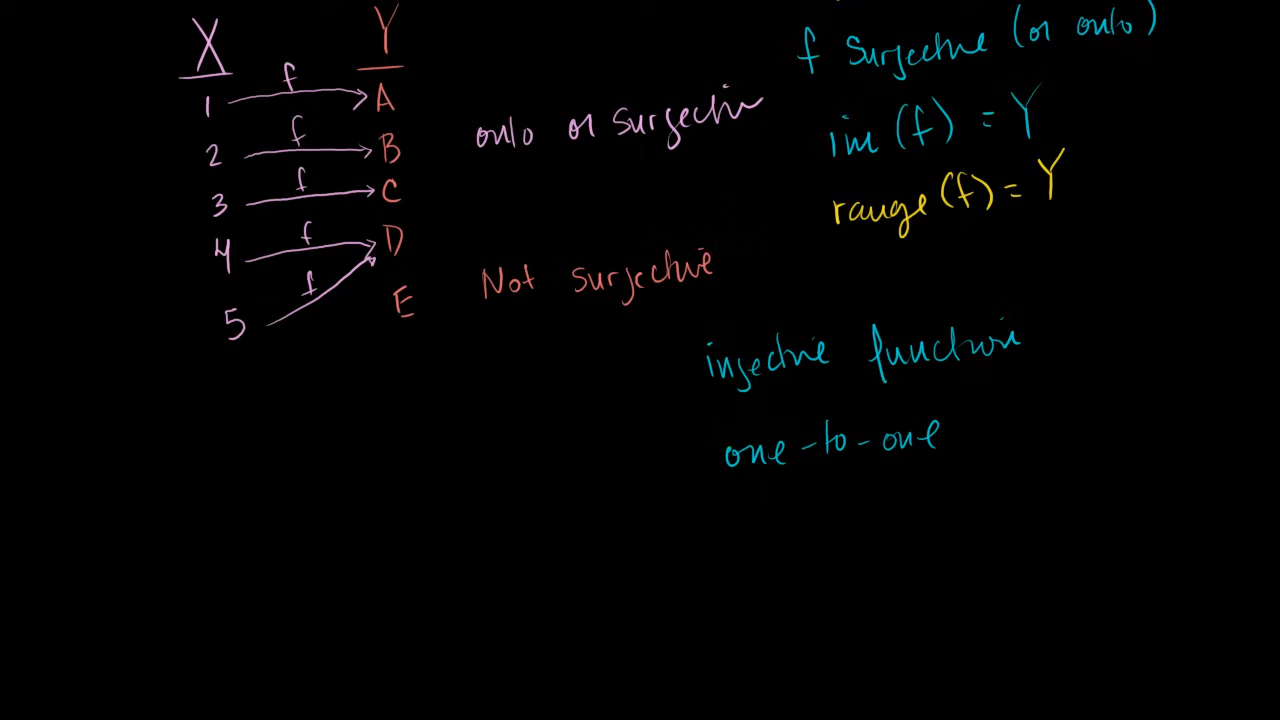 X Y
1 f A
2 f B
3 f C
4 f D
5 f E
onto or surjectiv
Not surjective
f surjective (or onto)
im (f) = Y
range (f) = Y
injective function
one-to-one